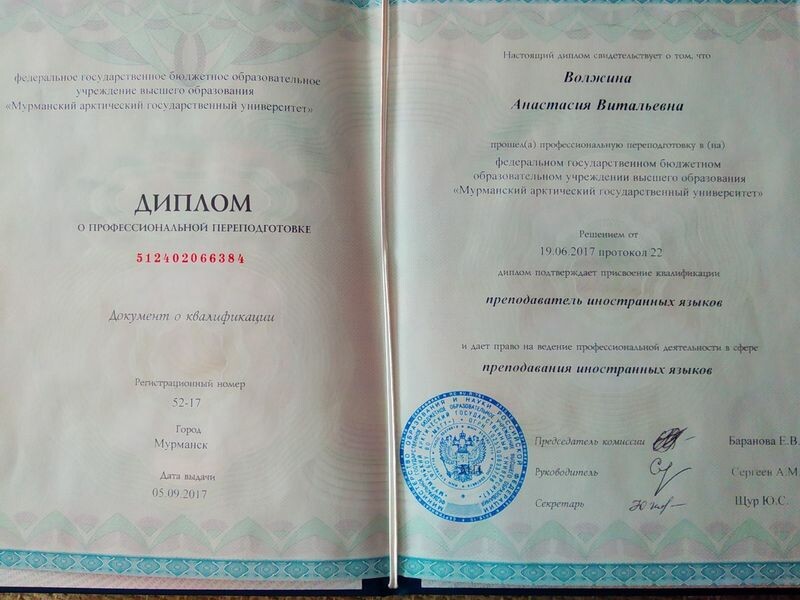 федеральное государственное бюджетное образовательное
учреждение высшего образования
«Мурманский арктический государственный университет»
ДИПЛОМ
О ПРОФЕССИОНАЛЬНОЙ ПЕРЕПОДГОТОВКЕ
512402066384
Документ о квалификации
Регистрационный номер
52-17
Город
Мурманск
Дата выдачи
05.09.2017
Настоящий диплом свидетельствует о том, что
Волжина
Анастасия Витальевна
прошел(а) профессиональную переподготовку в (на)
федеральном государственном бюджетном
образовательном учреждении высшего образования
«Мурманский арктический государственный университет»
Решением от
19.06.2017 протокол 22
диплом подтверждает присвоение квалификации
преподаватель иностранных языков
и дает право на ведение профессиональной деятельности в сфере
преподавания иностранных языков
Председатель комиссии
Баранова Е.В.
Руководитель
Сергеев А.М.
Секретарь
Щур Ю.С.